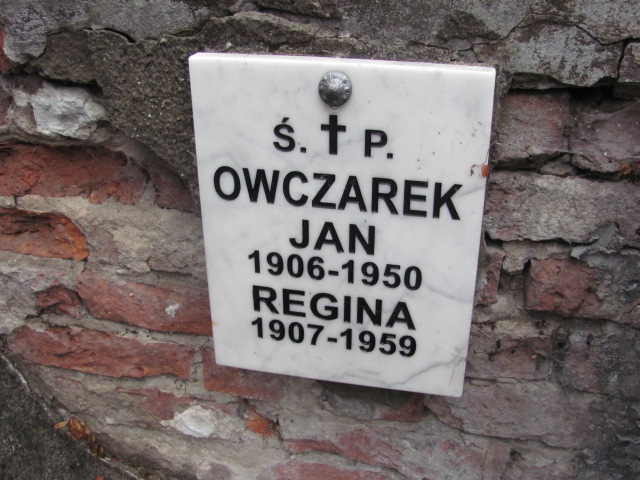 Ś. † P.
OWCZAREK
JAN
1906-1950
REGINA
1907-1959